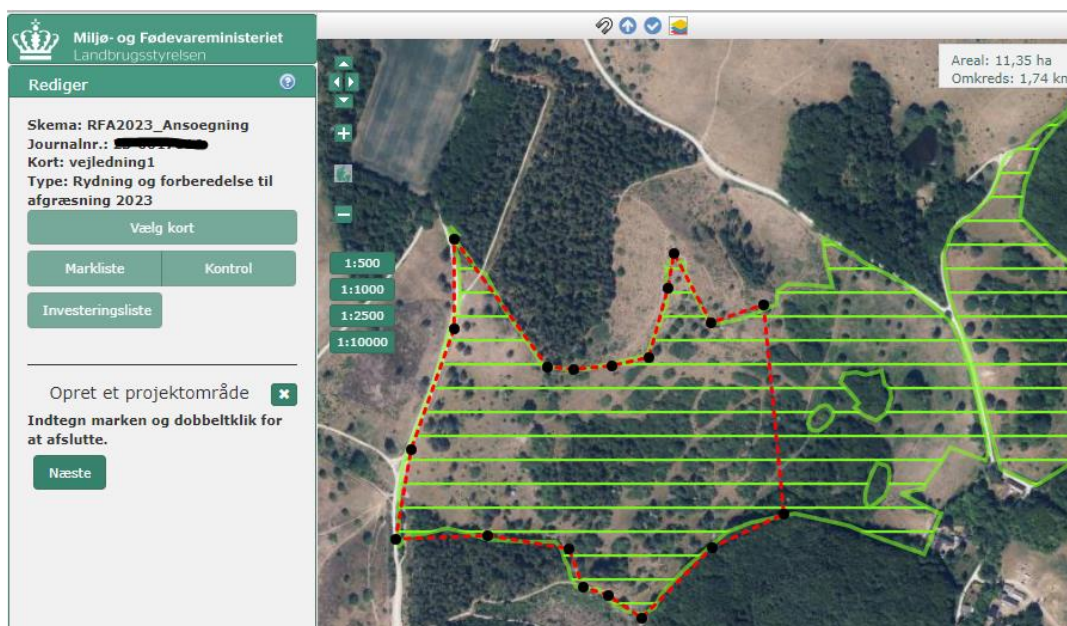 Miljø- og Fødevareministeriet
Landbrugsstyrelsen
Rediger
Skema: RFA2023_Ansoegning
Journalnr.:
Kort: vejledning1
Type: Rydning og forberedelse til
afgræsning 2023
Vælg kort
Markliste
Kontrol
Investeringsliste
Opret et projektområde
Indtegn marken og dobbeltklik for
at afslutte.
Næste
1:500
1:1000
1:2500
1:10000
Areal: 11,35 ha
Omkreds: 1,74 km